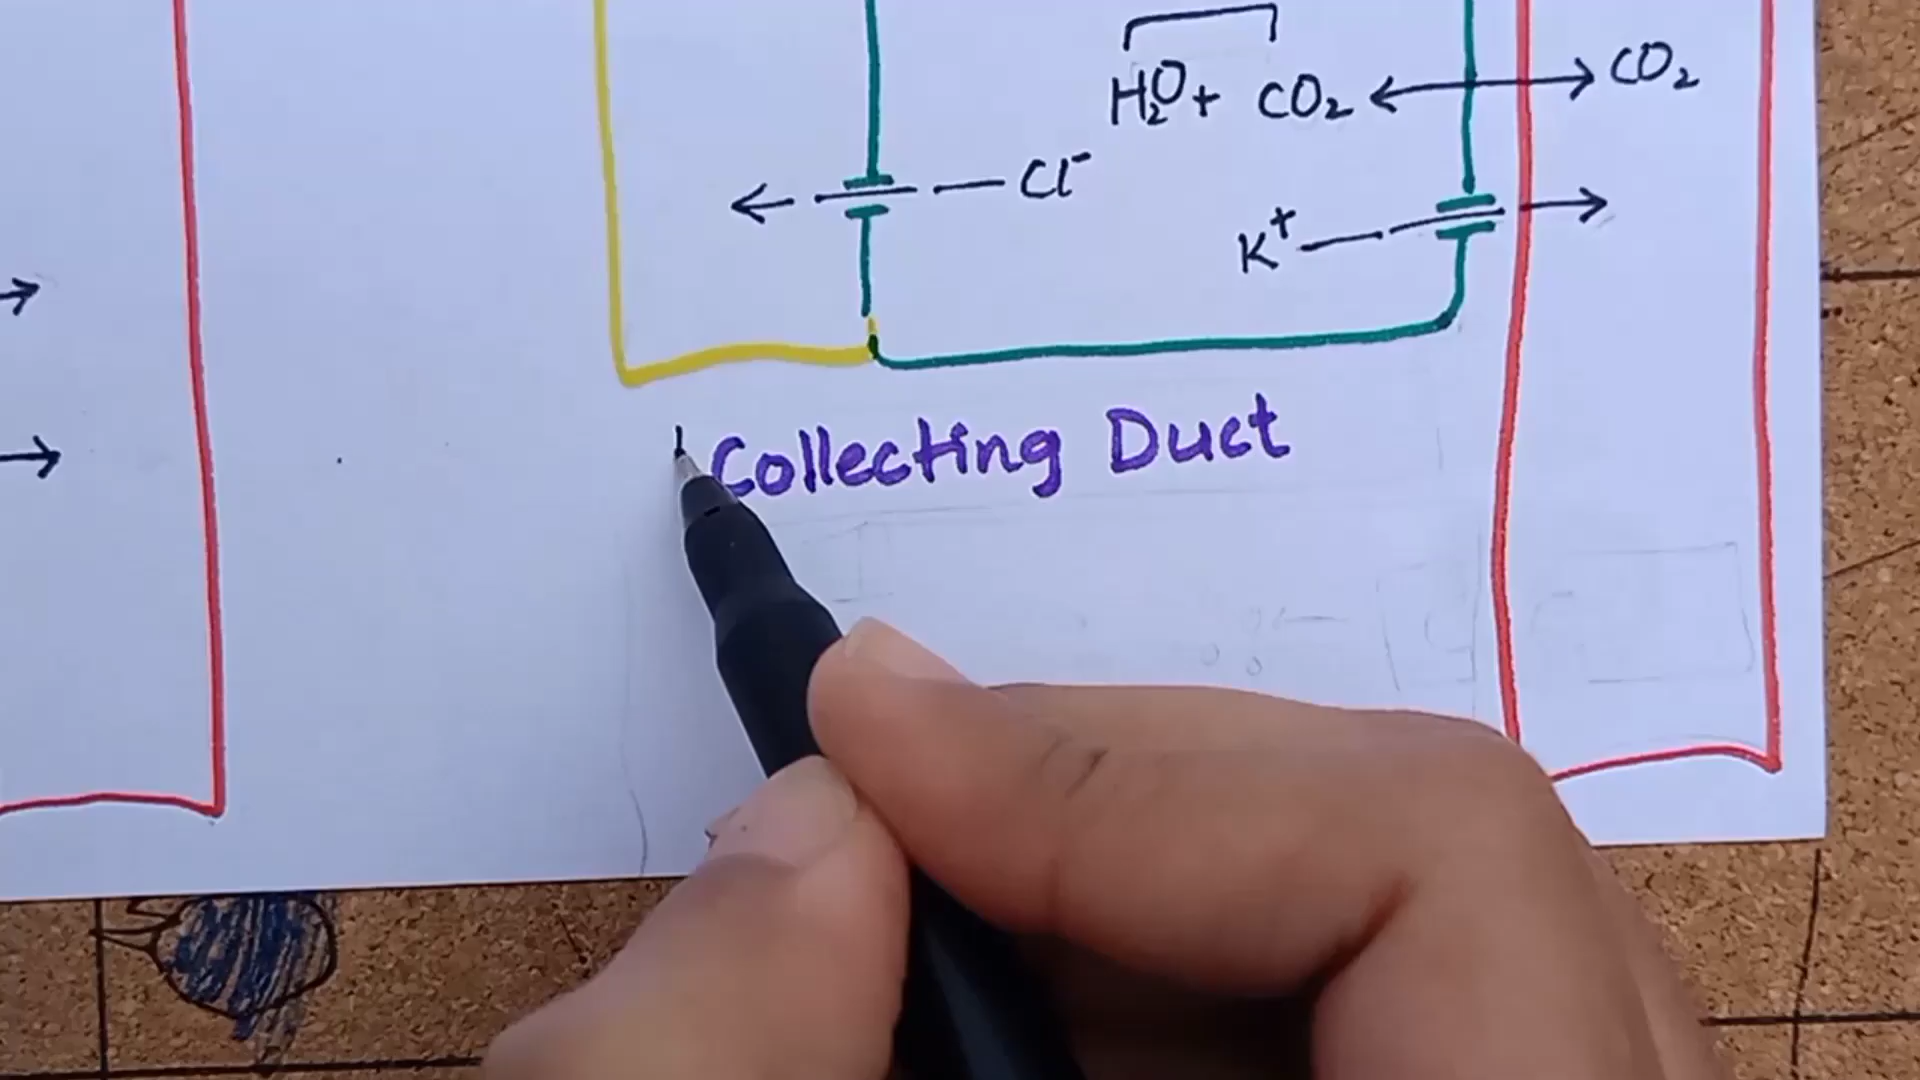 H₂O + CO₂
CO₂
Cl⁻
K⁺
Collecting Duct